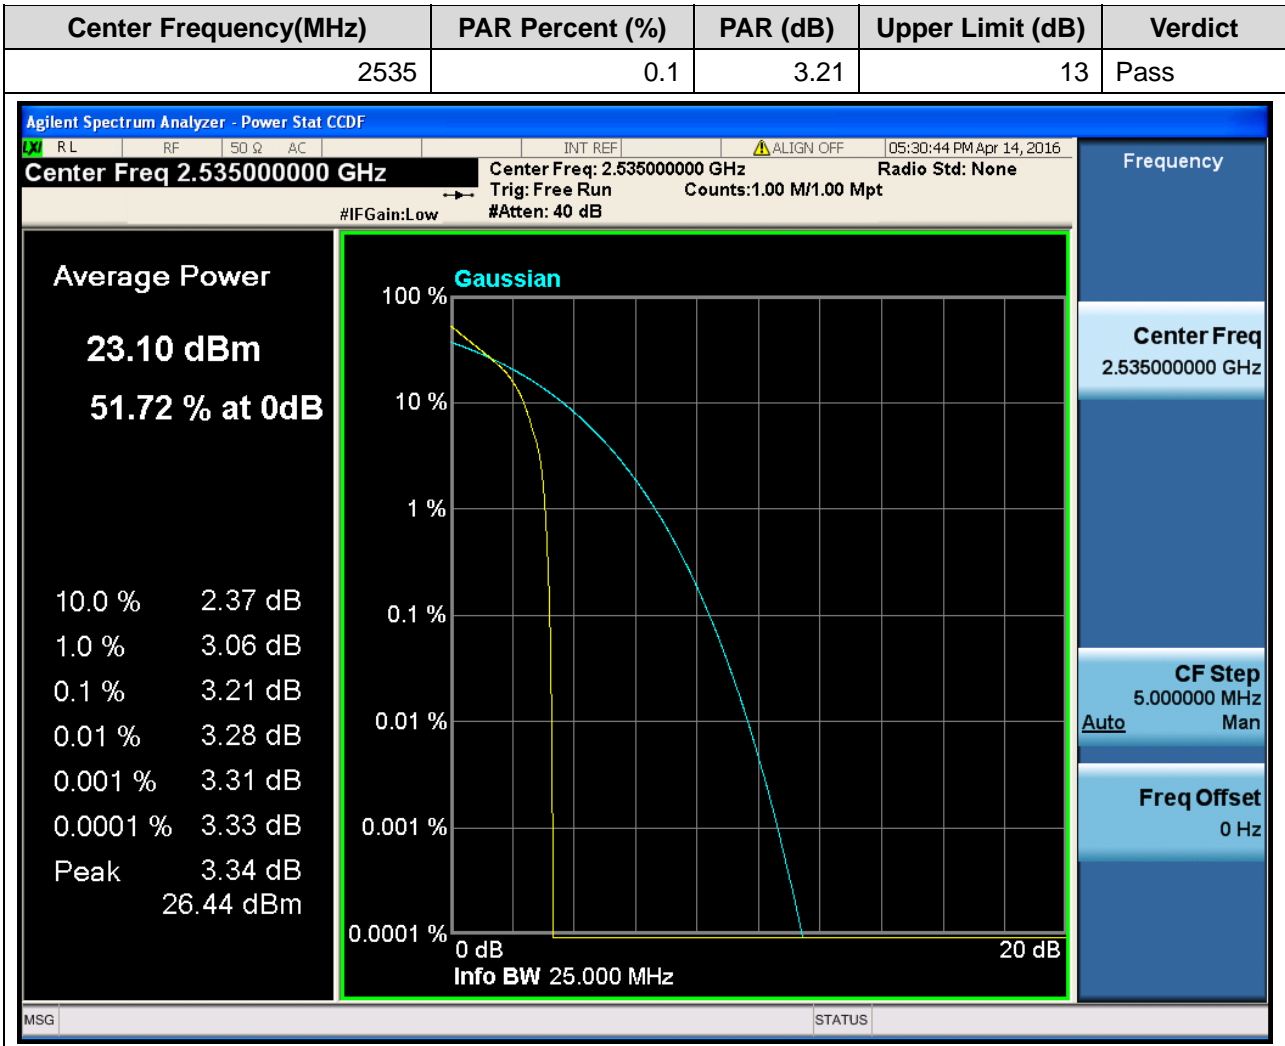 Center Frequency(MHz) PAR Percent (%) PAR (dB) Upper Limit (dB) Verdict
2535 0.1 3.21 13 Pass
Agilent Spectrum Analyzer - Power Stat CCDF
LXI RL RF 50 Ω AC INT REF ALIGN OFF 05:30:44 PM Apr 14, 2016
Center Freq 2.535000000 GHz
#IFGain:Low
Center Freq: 2.535000000 GHz
Trig: Free Run Counts:1.00 M/1.00 Mpt
#Atten: 40 dB
Radio Std: None
Average Power
23.10 dBm
51.72 % at 0dB
10.0 % 2.37 dB
1.0 % 3.06 dB
0.1 % 3.21 dB
0.01 % 3.28 dB
0.001 % 3.31 dB
0.0001 % 3.33 dB
Peak 3.34 dB
26.44 dBm
Gaussian
100 %
10 %
1 %
0.1 %
0.01 %
0.001 %
0.0001 %
0 dB 20 dB
Info BW 25.000 MHz
Frequency
Center Freq
2.535000000 GHz
CF Step
5.000000 MHz
Auto Man
Freq Offset
0 Hz
MSG STATUS